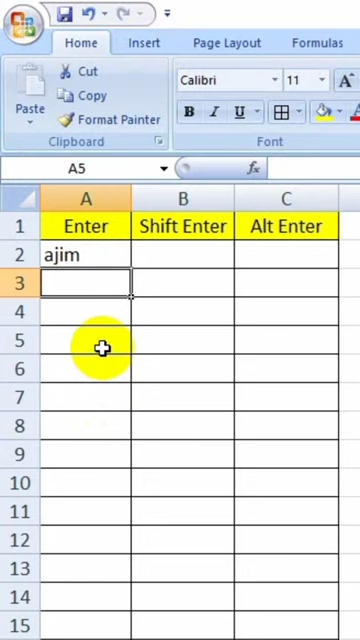 Home Insert Page Layout Formulas
Cut
Copy
Paste
Format Painter
Clipboard
Calibri 11 A
B I U A
Font
A5 fx
A B C
1 Enter Shift Enter Alt Enter
2 ajim
3
4
5
6
7
8
9
10
11
12
13
14
15